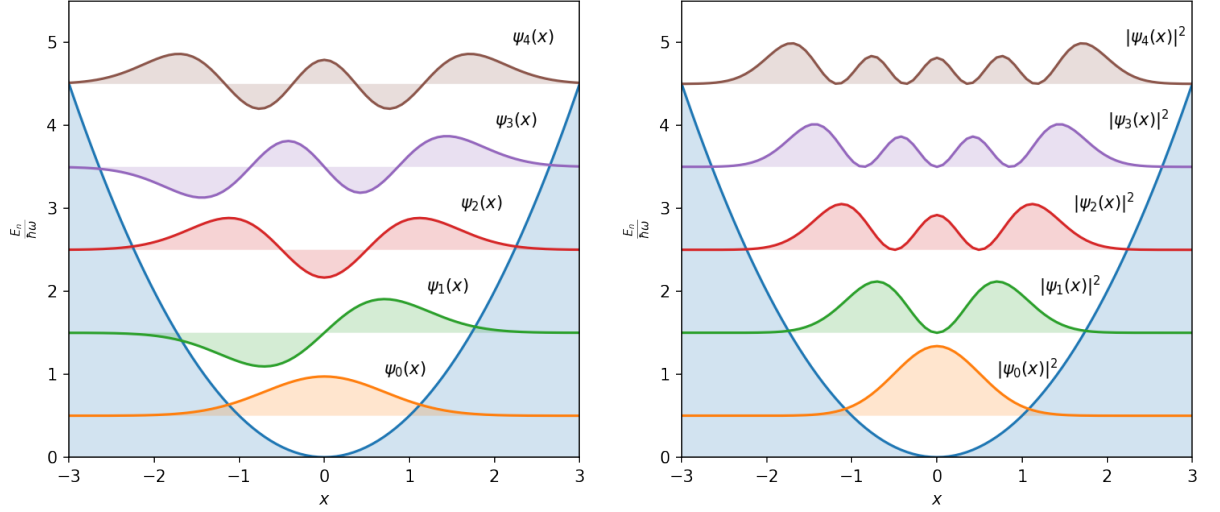 ψ₄(x)
ψ₃(x)
ψ₂(x)
ψ₁(x)
ψ₀(x)
5
4
3
2
1
0
Eₙ/ħω
−3 −2 −1 0 1 2 3
x
|ψ₄(x)|²
|ψ₃(x)|²
|ψ₂(x)|²
|ψ₁(x)|²
|ψ₀(x)|²
5
4
3
2
1
0
Eₙ/ħω
−3 −2 −1 0 1 2 3
x